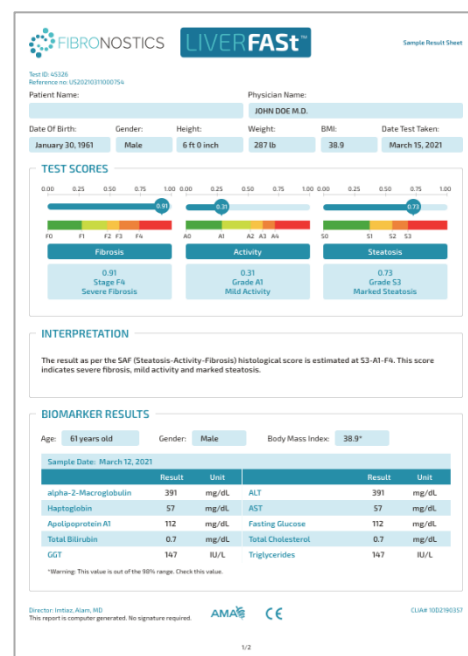 FIBRONOSTICS LIVERFASt™ Sample Result Sheet
Test ID: 45326
Reference no: US20210311000754
Patient Name: Physician Name:
JOHN DOE M.D.
Date Of Birth: Gender: Height: Weight: BMI: Date Test Taken:
January 30, 1961 Male 6 ft 0 inch 287 lb 38.9 March 15, 2021
TEST SCORES
0.00 0.25 0.50 0.75 1.00 0.00 0.25 0.50 0.75 1.00 0.00 0.25 0.50 0.75 1.00
0.91 0.31 0.73
F0 F1 F2 F3 F4 A0 A1 A2 A3 A4 S0 S1 S2 S3
Fibrosis Activity Steatosis
0.91 0.31 0.73
Stage F4 Grade A1 Grade S3
Severe Fibrosis Mild Activity Marked Steatosis
INTERPRETATION
The result as per the SAF (Steatosis-Activity-Fibrosis) histological score is estimated at S3-A1-F4. This score
indicates severe fibrosis, mild activity and marked steatosis.
BIOMARKER RESULTS
Age: 61 years old Gender: Male Body Mass Index: 38.9*
Sample Date: March 12, 2021
Result Unit Result Unit
alpha-2-Macroglobulin 391 mg/dL ALT 391 mg/dL
Haptoglobin 57 mg/dL AST 57 mg/dL
Apolipoprotein A1 112 mg/dL Fasting Glucose 112 mg/dL
Total Bilirubin 0.7 mg/dL Total Cholesterol 0.7 mg/dL
GGT 147 IU/L Triglycerides 147 IU/L
*Warning: This value is out of the 98% range. Check this value.
Director: Imtiaz, Alam, MD
This report is computer generated. No signature required.
AMA CE
CLIA# 10D2190357
1/2